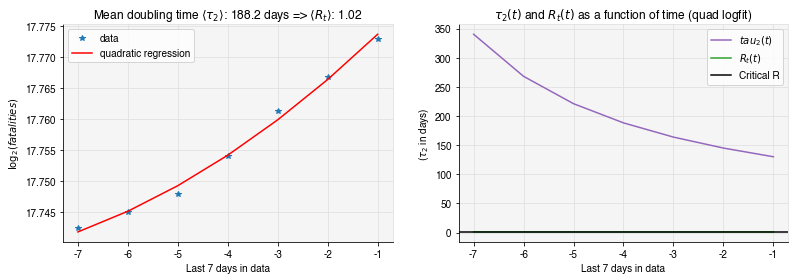 Mean doubling time ⟨τ₂⟩: 188.2 days => ⟨Rₜ⟩: 1.02
17.775
17.770
17.765
17.760
17.755
17.750
17.745
log₂(fatalities)
data
quadratic regression
-7 -6 -5 -4 -3 -2 -1
Last 7 days in data
τ₂(t) and Rₜ(t) as a function of time (quad logfit)
350
300
250
200
150
100
50
0
(τ₂ in days)
tau₂(t)
Rₜ(t)
Critical R
-7 -6 -5 -4 -3 -2 -1
Last 7 days in data